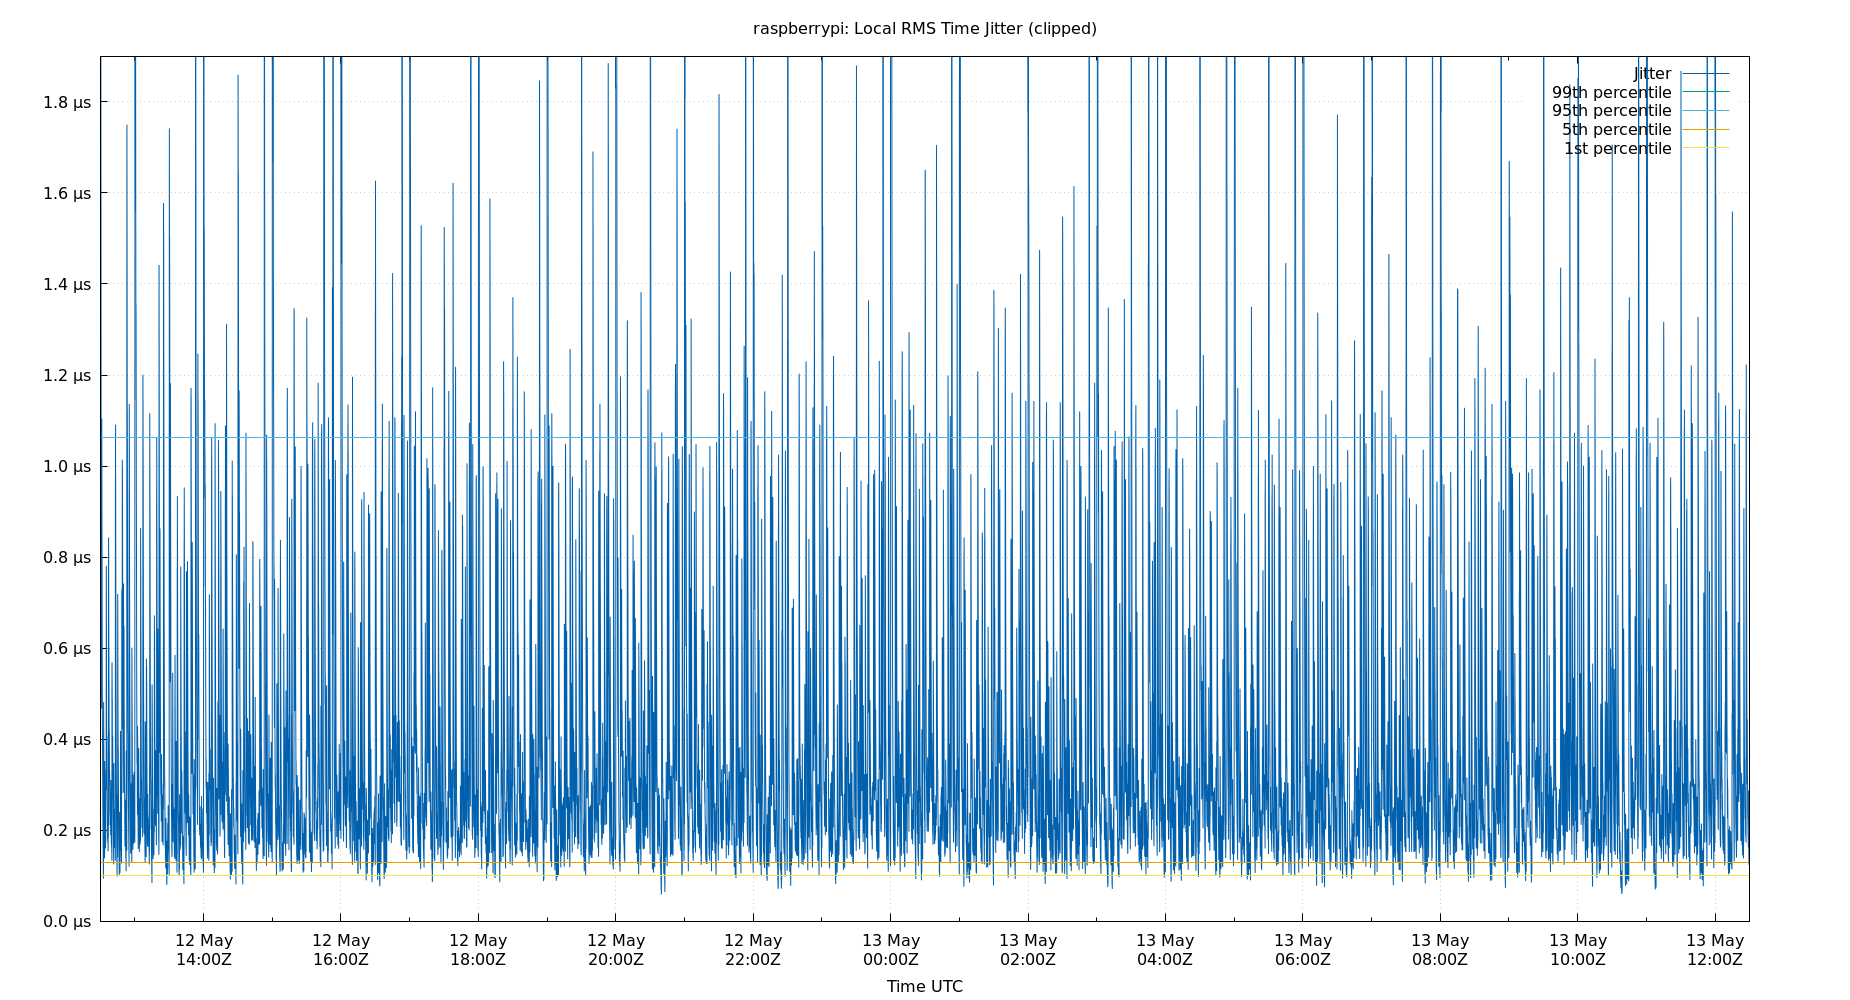 raspberrypi: Local RMS Time Jitter (clipped)
Jitter
99th percentile
95th percentile
5th percentile
1st percentile
1.8 µs
1.6 µs
1.4 µs
1.2 µs
1.0 µs
0.8 µs
0.6 µs
0.4 µs
0.2 µs
0.0 µs
12 May 12 May 12 May 12 May 12 May 13 May 13 May 13 May 13 May 13 May 13 May 13 May
14:00Z 16:00Z 18:00Z 20:00Z 22:00Z 00:00Z 02:00Z 04:00Z 06:00Z 08:00Z 10:00Z 12:00Z
Time UTC